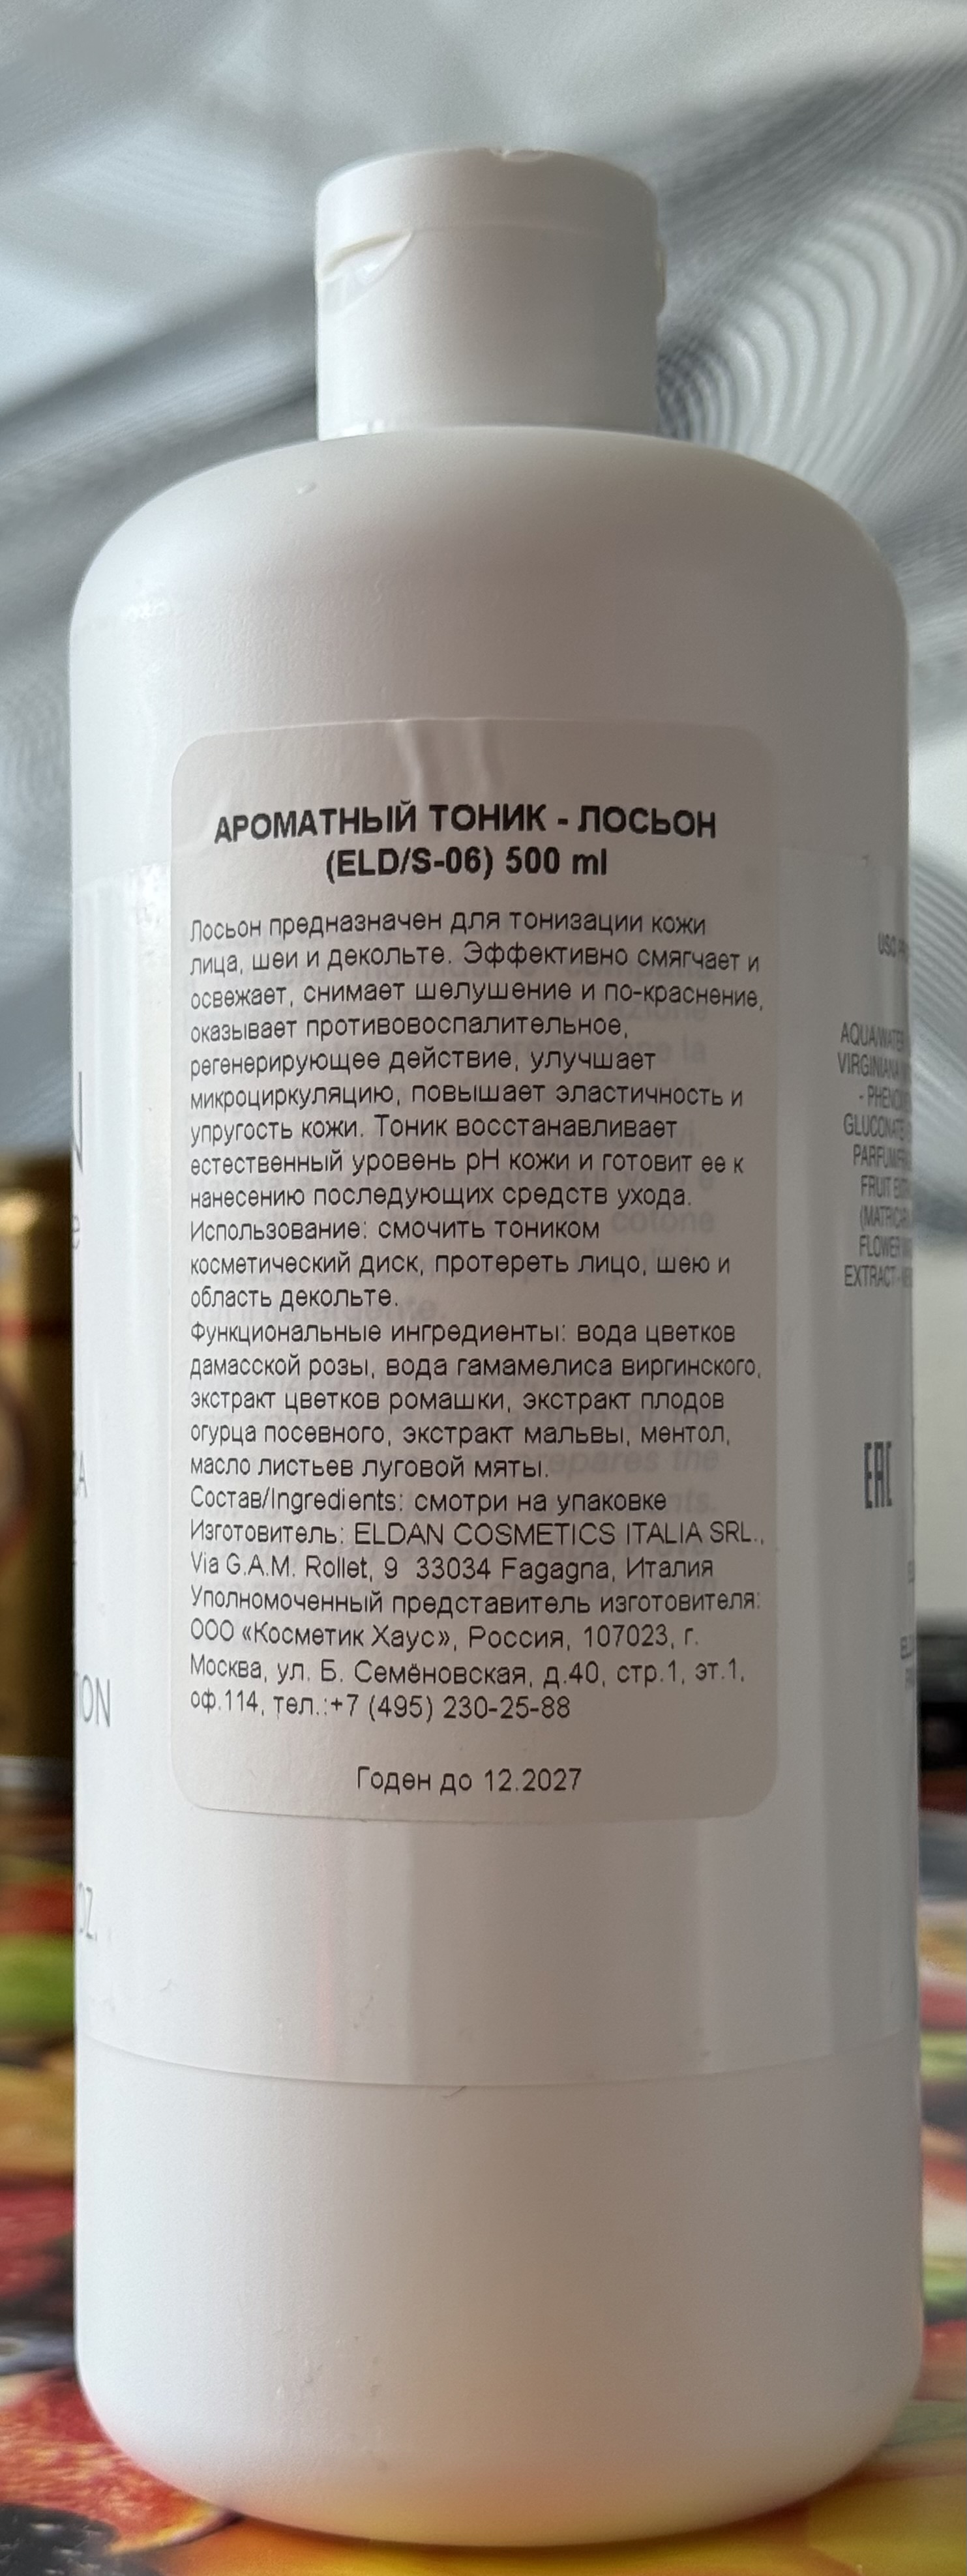 АРОМАТНЫЙ ТОНИК - ЛОСЬОН
(ELD/S-06) 500 ml
Лосьон предназначен для тонизации кожи
лица, шеи и декольте. Эффективно смягчает и
освежает, снимает шелушение и по-краснение,
оказывает противовоспалительное,
регенерирующее действие, улучшает
микроциркуляцию, повышает эластичность и
упругость кожи. Тоник восстанавливает
естественный уровень pH кожи и готовит ее к
нанесению последующих средств ухода.
Использование: смочить тоником
косметический диск, протереть лицо, шею и
область декольте.
Функциональные ингредиенты: вода цветков
дамасской розы, вода гамамелиса виргинского,
экстракт цветков ромашки, экстракт плодов
огурца посевного, экстракт мальвы, ментол,
масло листьев луговой мяты.
Состав/Ingredients: смотри на упаковке
Изготовитель: ELDAN COSMETICS ITALIA SRL.,
Via G.A.M. Rollet, 9 33034 Fagagna, Италия
Уполномоченный представитель изготовителя:
ООО «Косметик Хаус», Россия, 107023, г.
Москва, ул. Б. Семёновская, д.40, стр.1, эт.1,
оф.114, тел.:+7 (495) 230-25-88
Годен до 12.2027
USO
AQUA/WATER
VIRGINIANA
GLUCONATE
FRUIT
FLOWER
EXTRACT -
EAC